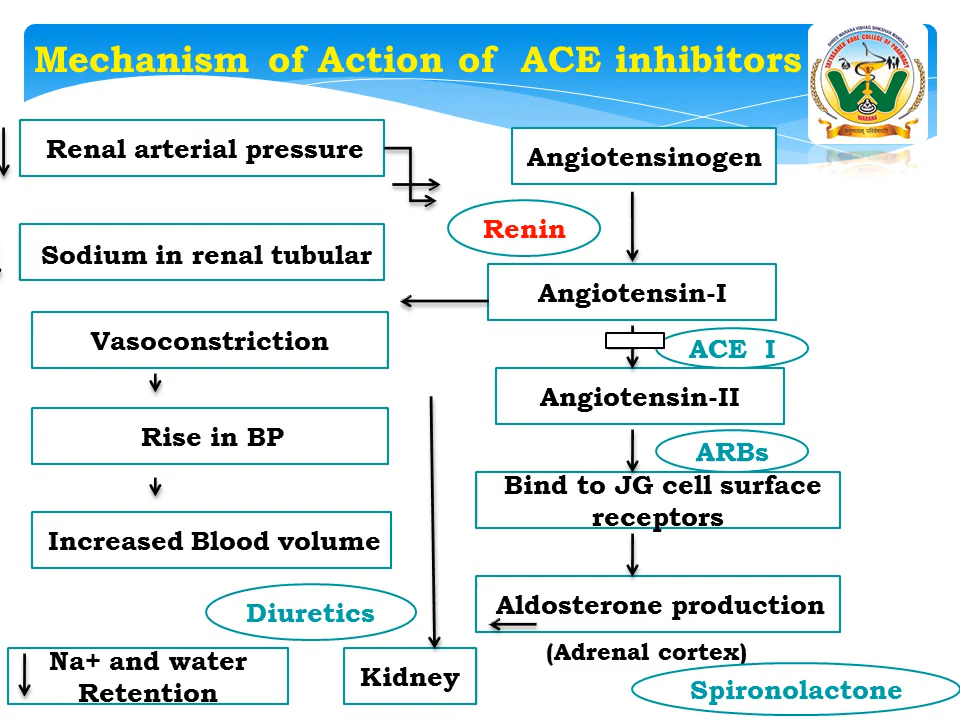 Mechanism of Action of ACE inhibitors
Renal arterial pressure
Angiotensinogen
Renin
Sodium in renal tubular
Angiotensin-I
Vasoconstriction
ACE I
Angiotensin-II
Rise in BP
ARBs
Bind to JG cell surface
receptors
Increased Blood volume
Diuretics
Aldosterone production
(Adrenal cortex)
Na+ and water
Retention
Kidney
Spironolactone
WARANA